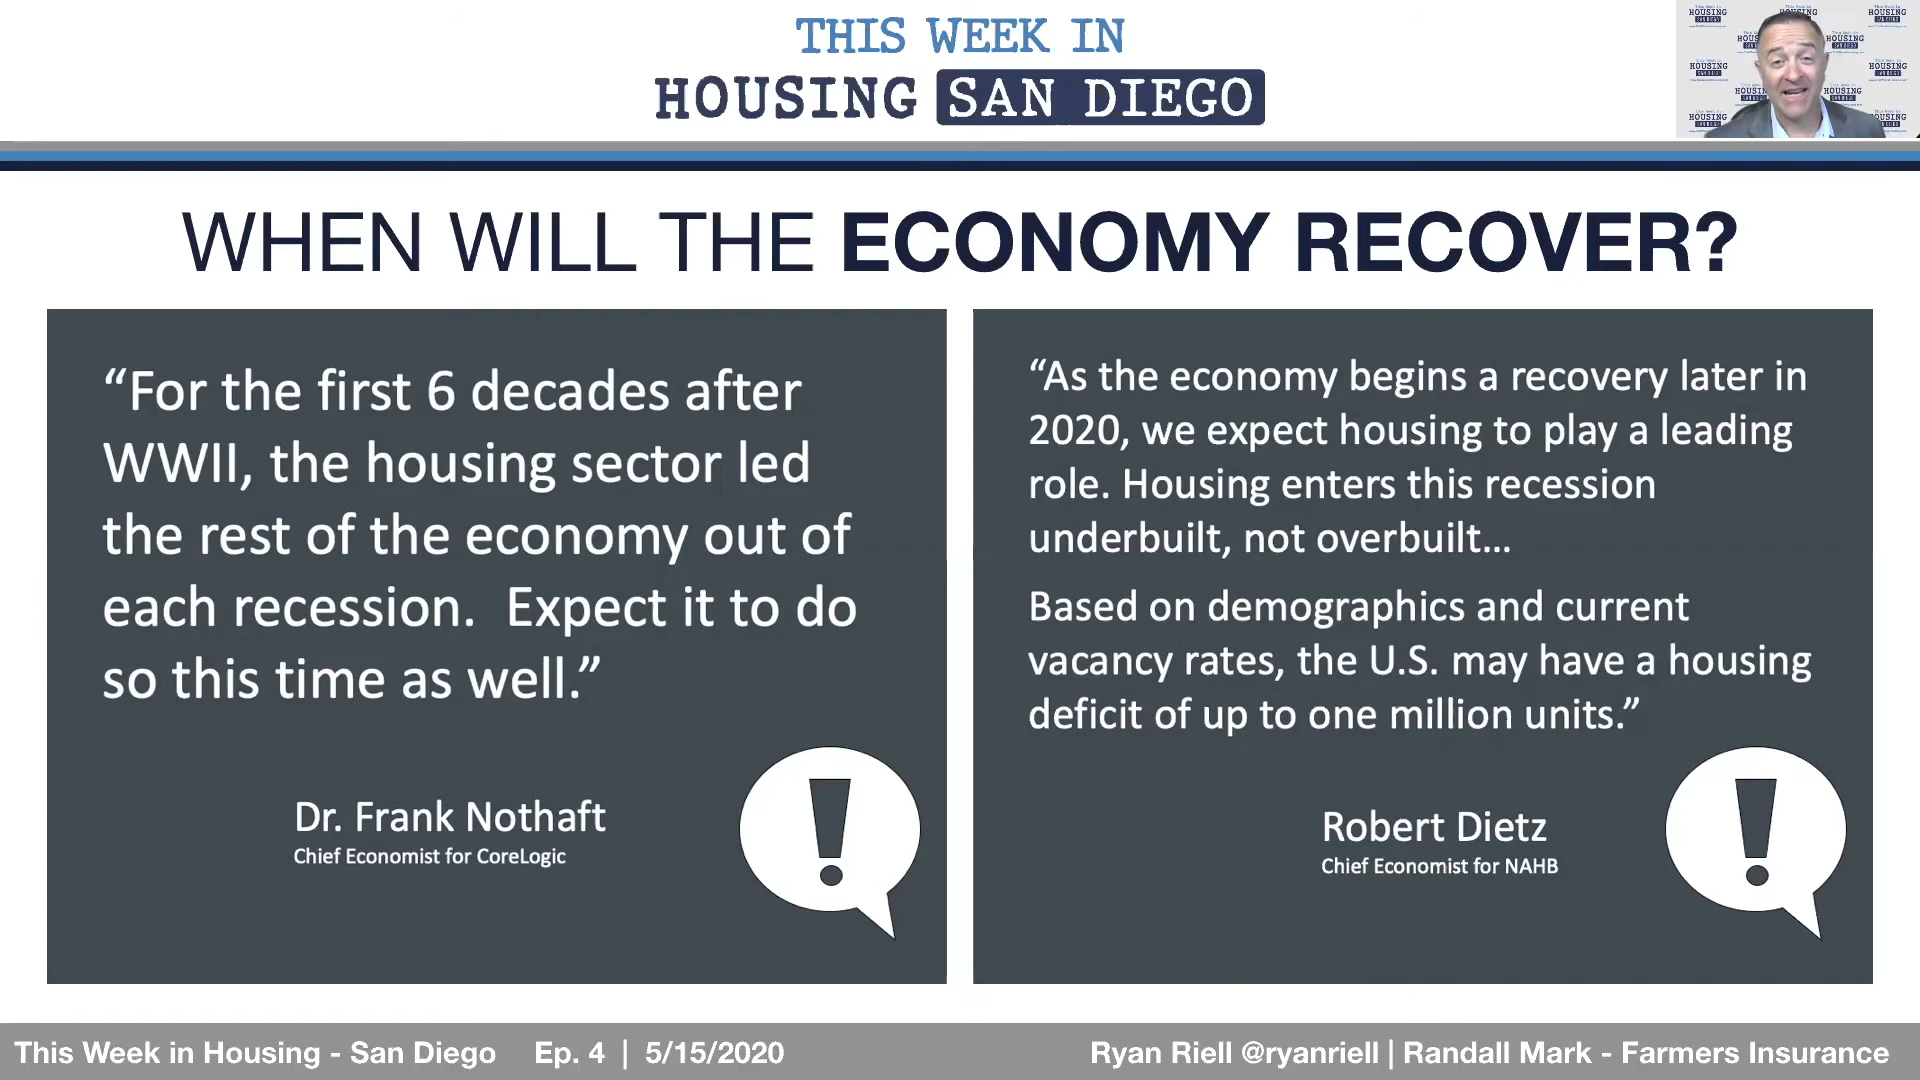 THIS WEEK IN
HOUSING SAN DIEGO
WHEN WILL THE ECONOMY RECOVER?
“For the first 6 decades after
WWII, the housing sector led
the rest of the economy out of
each recession.  Expect it to do
so this time as well.”
Dr. Frank Nothaft
Chief Economist for CoreLogic
“As the economy begins a recovery later in
2020, we expect housing to play a leading
role. Housing enters this recession
underbuilt, not overbuilt…
Based on demographics and current
vacancy rates, the U.S. may have a housing
deficit of up to one million units.”
Robert Dietz
Chief Economist for NAHB
This Week in Housing - San Diego Ep. 4 | 5/15/2020
Ryan Riell @ryanriell | Randall Mark - Farmers Insurance